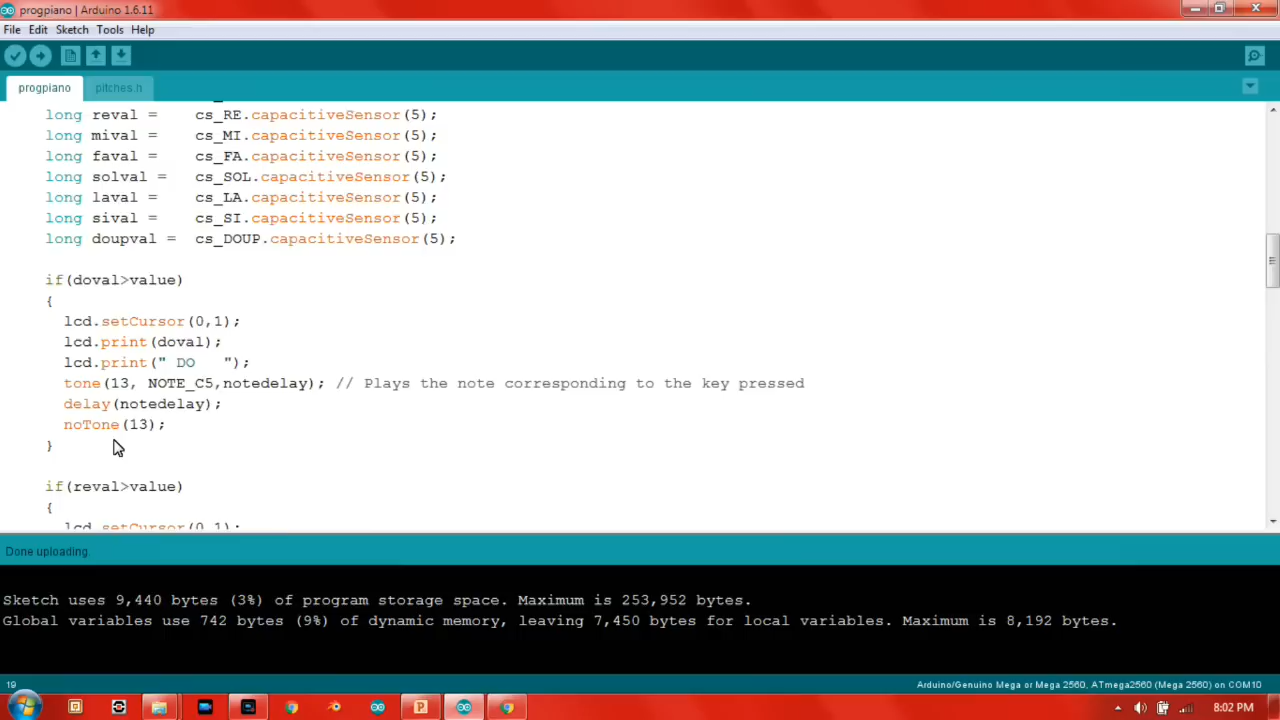 progpiano | Arduino 1.6.11
File Edit Sketch Tools Help
progpiano pitches.h
long reval = cs_RE.capacitiveSensor(5);
long mival = cs_MI.capacitiveSensor(5);
long faval = cs_FA.capacitiveSensor(5);
long solval = cs_SOL.capacitiveSensor(5);
long laval = cs_LA.capacitiveSensor(5);
long sival = cs_SI.capacitiveSensor(5);
long doupval = cs_DOUP.capacitiveSensor(5);
if(doval>value)
{
lcd.setCursor(0,1);
lcd.print(doval);
lcd.print(" DO   ");
tone(13, NOTE_C5,notedelay); // Plays the note corresponding to the key pressed
delay(notedelay);
noTone(13);
}
if(reval>value)
{
lcd.setCursor(0,1);
Done uploading.
Sketch uses 9,440 bytes (3%) of program storage space. Maximum is 253,952 bytes.
Global variables use 742 bytes (9%) of dynamic memory, leaving 7,450 bytes for local variables. Maximum is 8,192 bytes.
19 Arduino/Genuino Mega or Mega 2560, ATmega2560 (Mega 2560) on COM10
8:02 PM